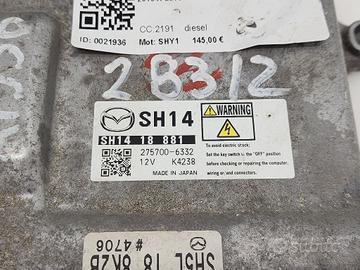 CC:2191 diesel
ID: 0021936 Mot: SHY1 145,00 €
28312
SH14
SH14 18 881
275700-6332
12V K4238
MADE IN JAPAN
WARNING
To avoid electric shock;
Set the key switch to the "OFF" position
before checking or repairing the computer,
wiring and/or connectors.
SH5L 18 8K2B
# 4706
subito